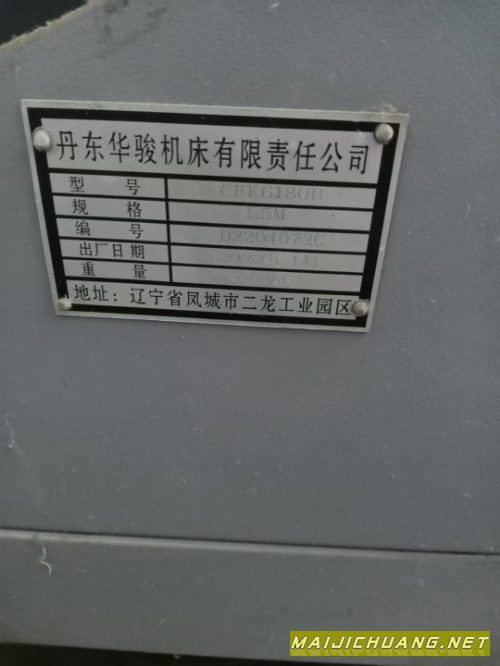 丹东华骏机床有限责任公司
型 号 CFK6180B
规 格 1.5M
编 号 D2204072C
出厂日期
重 量
地址：辽宁省凤城市二龙工业园区
MAIJICHUANG.NET